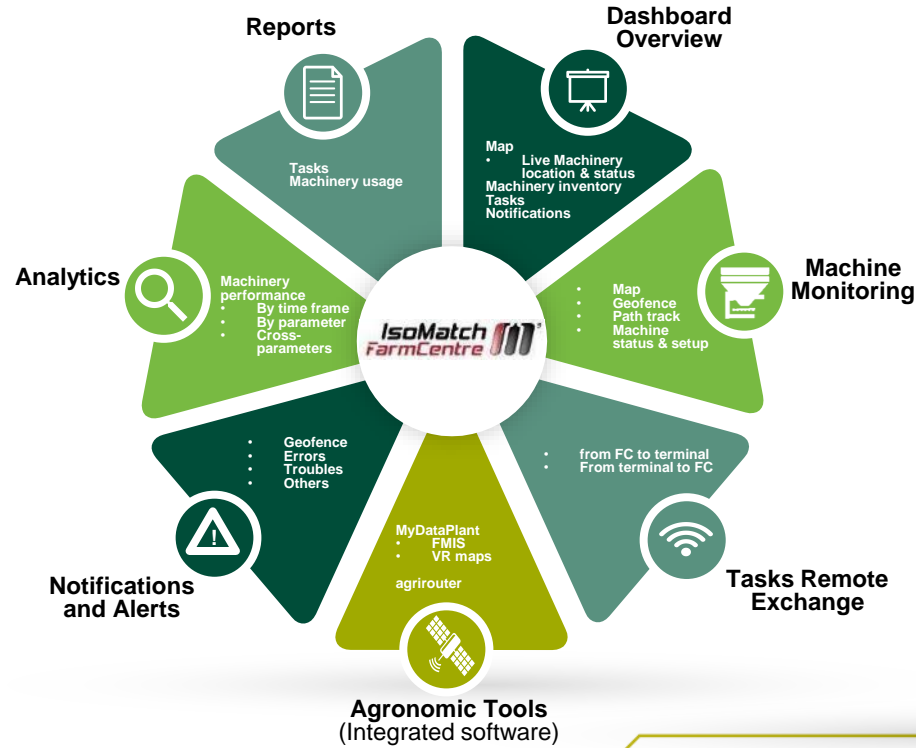 Reports
Tasks
Machinery usage
Dashboard
Overview
Map
• Live Machinery
location & status
Machinery inventory
Tasks
Notifications
Machine
Monitoring
• Map
• Geofence
• Path track
• Machine
status & setup
Tasks Remote
Exchange
• from FC to terminal
• From terminal to FC
Agronomic Tools
(Integrated software)
MyDataPlant
• FMIS
• VR maps
agrirouter
Notifications
and Alerts
• Geofence
• Errors
• Troubles
• Others
!
Analytics
Machinery
performance
• By time frame
• By parameter
• Cross-
parameters
IsoMatch
FarmCentre